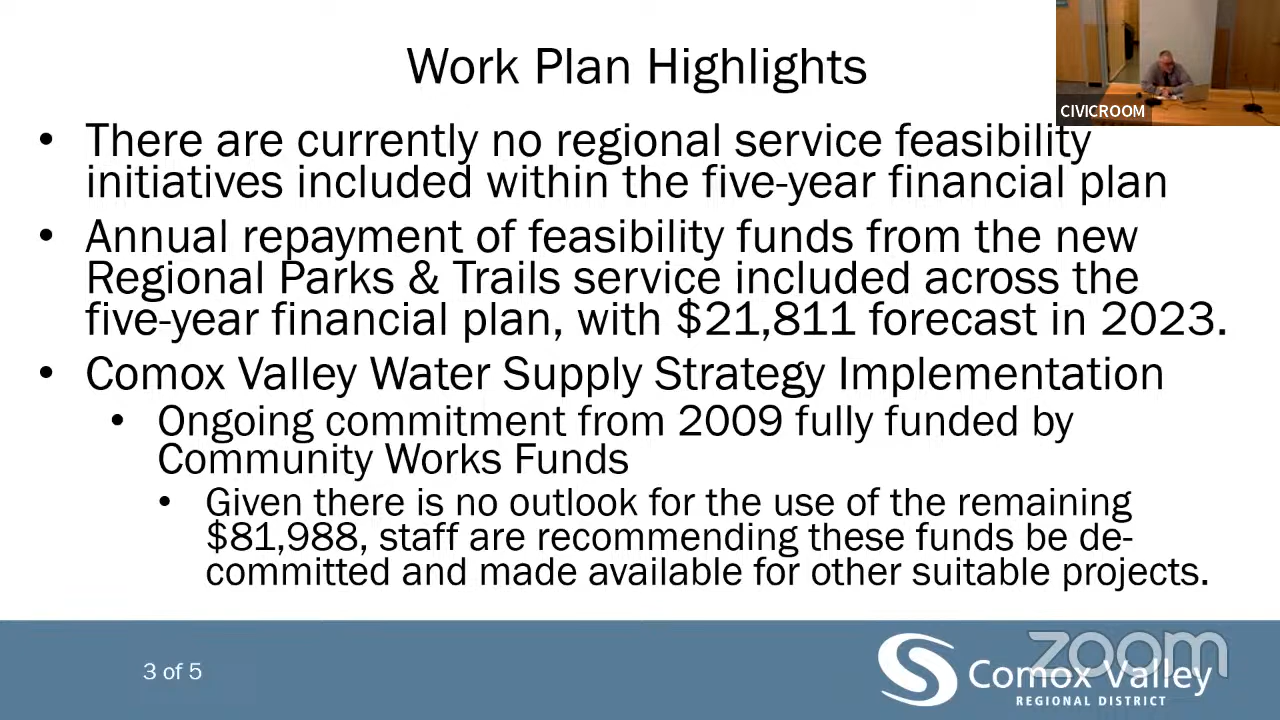 Work Plan Highlights
CIVICROOM
• There are currently no regional service feasibility
initiatives included within the five-year financial plan
• Annual repayment of feasibility funds from the new
Regional Parks & Trails service included across the
five-year financial plan, with $21,811 forecast in 2023.
• Comox Valley Water Supply Strategy Implementation
• Ongoing commitment from 2009 fully funded by
Community Works Funds
• Given there is no outlook for the use of the remaining
$81,988, staff are recommending these funds be de-
committed and made available for other suitable projects.
3 of 5
zoom
Comox Valley
REGIONAL DISTRICT